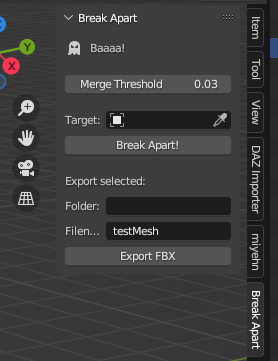 Break Apart
Baaaa!
Merge Threshold 0.03
Target:
Break Apart!
Export selected:
Folder:
Filen... testMesh
Export FBX
Item
Tool
View
DAZ Importer
miyehn
Break Apart
Y
X